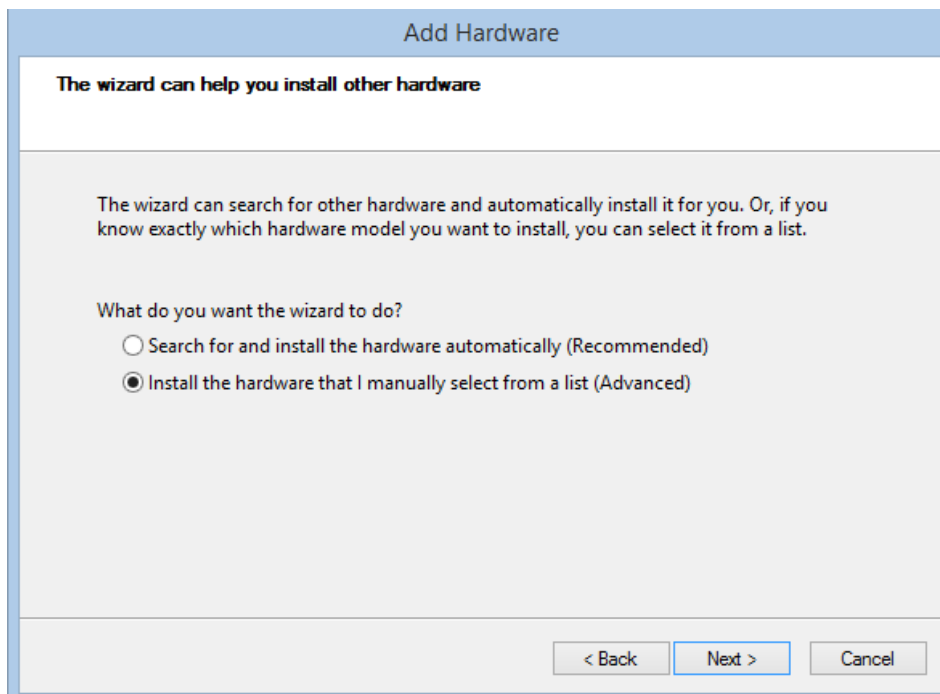 Add Hardware
The wizard can help you install other hardware
The wizard can search for other hardware and automatically install it for you. Or, if you
know exactly which hardware model you want to install, you can select it from a list.
What do you want the wizard to do?
Search for and install the hardware automatically (Recommended)
Install the hardware that I manually select from a list (Advanced)
< Back Next > Cancel